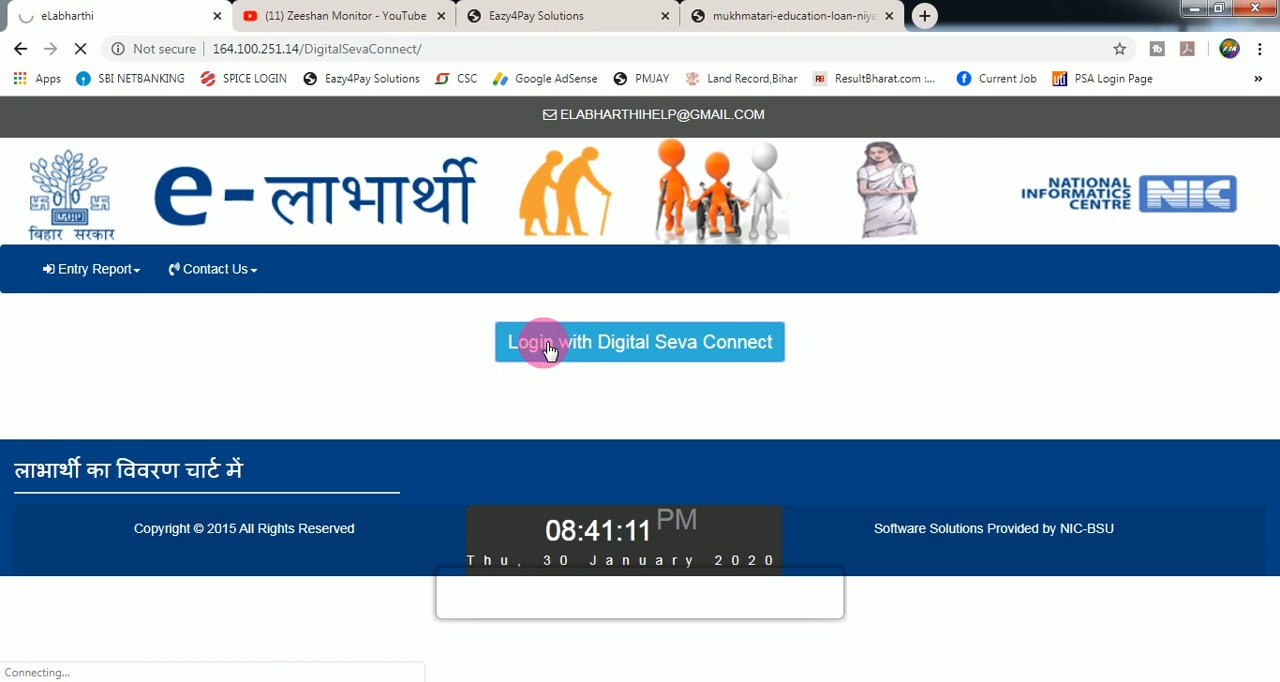 eLabharthi
(11) Zeeshan Monitor - YouTube
Eazy4Pay Solutions
mukhmatari-education-loan-niya
Not secure
164.100.251.14/DigitalSevaConnect/
Apps
SBI NETBANKING
SPICE LOGIN
Eazy4Pay Solutions
CSC
Google AdSense
PMJAY
Land Record,Bihar
ResultBharat.com :...
Current Job
PSA Login Page
»
ELABHARTHIHELP@GMAIL.COM
बिहार सरकार
e-लाभार्थी
NATIONAL
INFORMATICS
CENTRE
NIC
Entry Report
Contact Us
Login with Digital Seva Connect
लाभार्थी का विवरण चार्ट में
Copyright © 2015 All Rights Reserved
08:41:11 PM
Thu, 30 January 2020
Software Solutions Provided by NIC-BSU
Connecting...